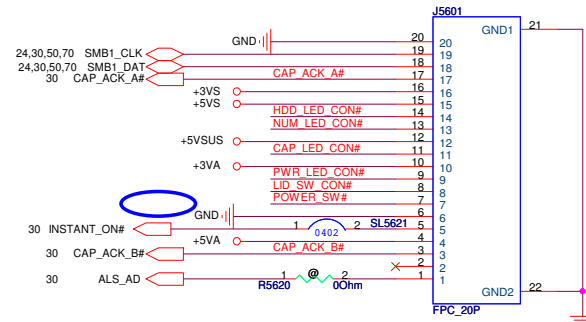 J5601
GND 20 20 GND1 21
24,30,50,70 SMB1_CLK 19 19
24,30,50,70 SMB1_DAT 18 18
30 CAP_ACK_A# CAP_ACK_A# 17 17
+3VS 16 16
+5VS 15 15
HDD_LED_CON# 14 14
NUM_LED_CON# 13 13
+5VSUS 12 12
CAP_LED_CON# 11 11
+3VA 10 10
PWR_LED_CON# 9 9
LID_SW_CON# 8 8
POWER_SW# 7 7
GND 6 6
30 INSTANT_ON# 1 0402 2 SL5621 5 5
+5VA 4 4
30 CAP_ACK_B# CAP_ACK_B# 3 3
2 2
30 ALS_AD 1 @ 2 1 1
R5620 0Ohm GND2 22
FPC_20P